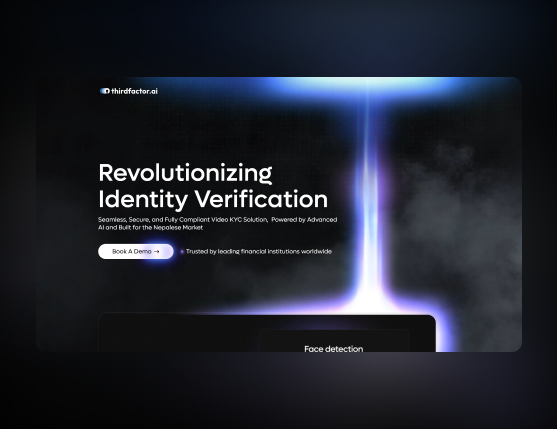 thirdfactor.ai
Revolutionizing
Identity Verification
Seamless, Secure, and Fully Compliant Video KYC Solution, Powered by Advanced
AI and Built for the Nepalese Market
Book A Demo →
Trusted by leading financial institutions worldwide
Face detection